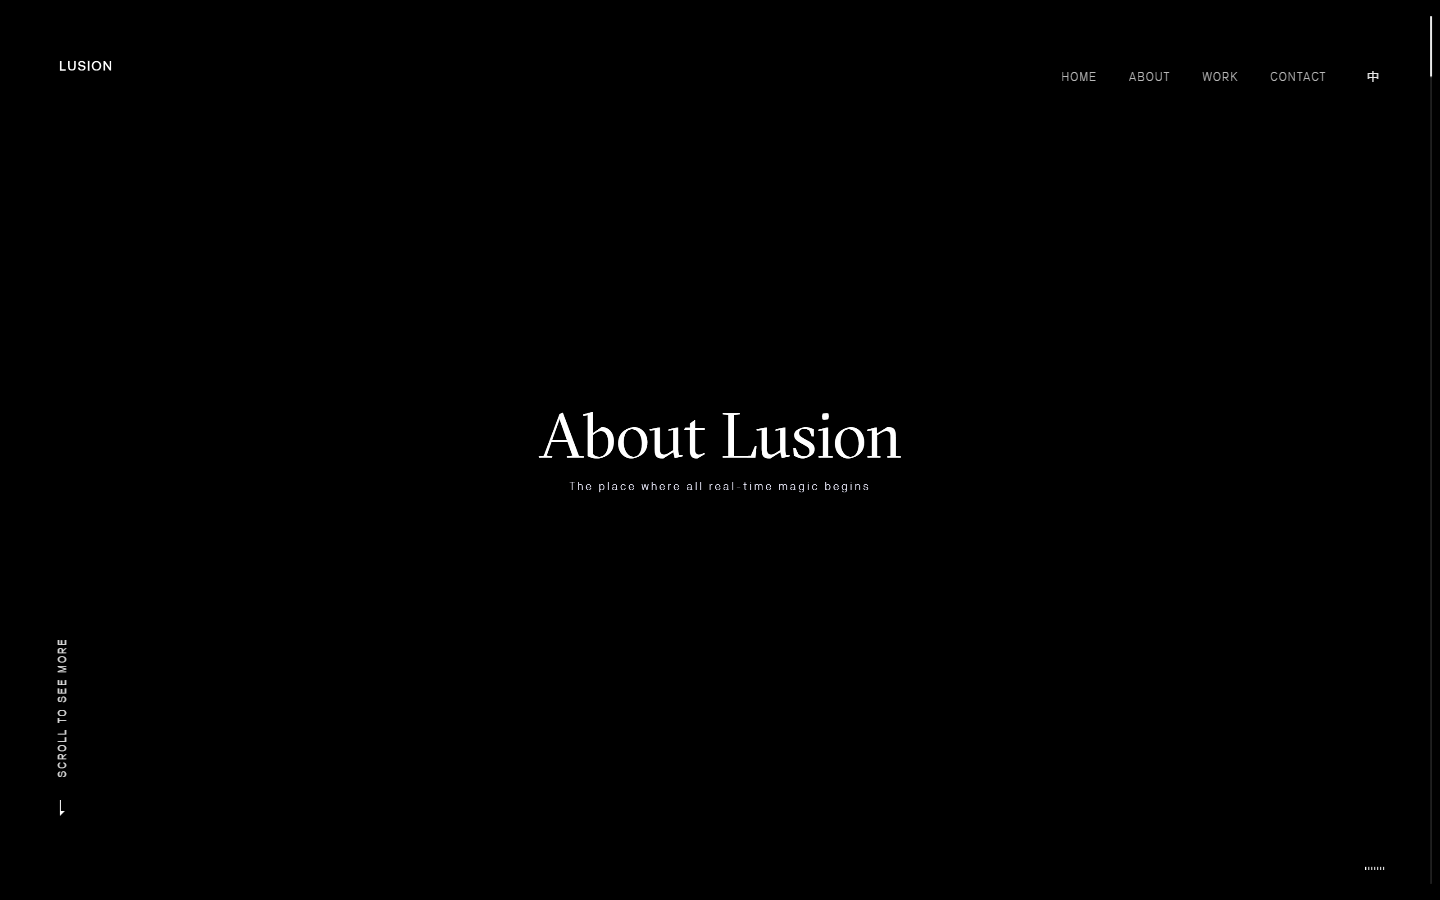 LUSION
HOME ABOUT WORK CONTACT 中
About Lusion
The place where all real-time magic begins
SCROLL TO SEE MORE